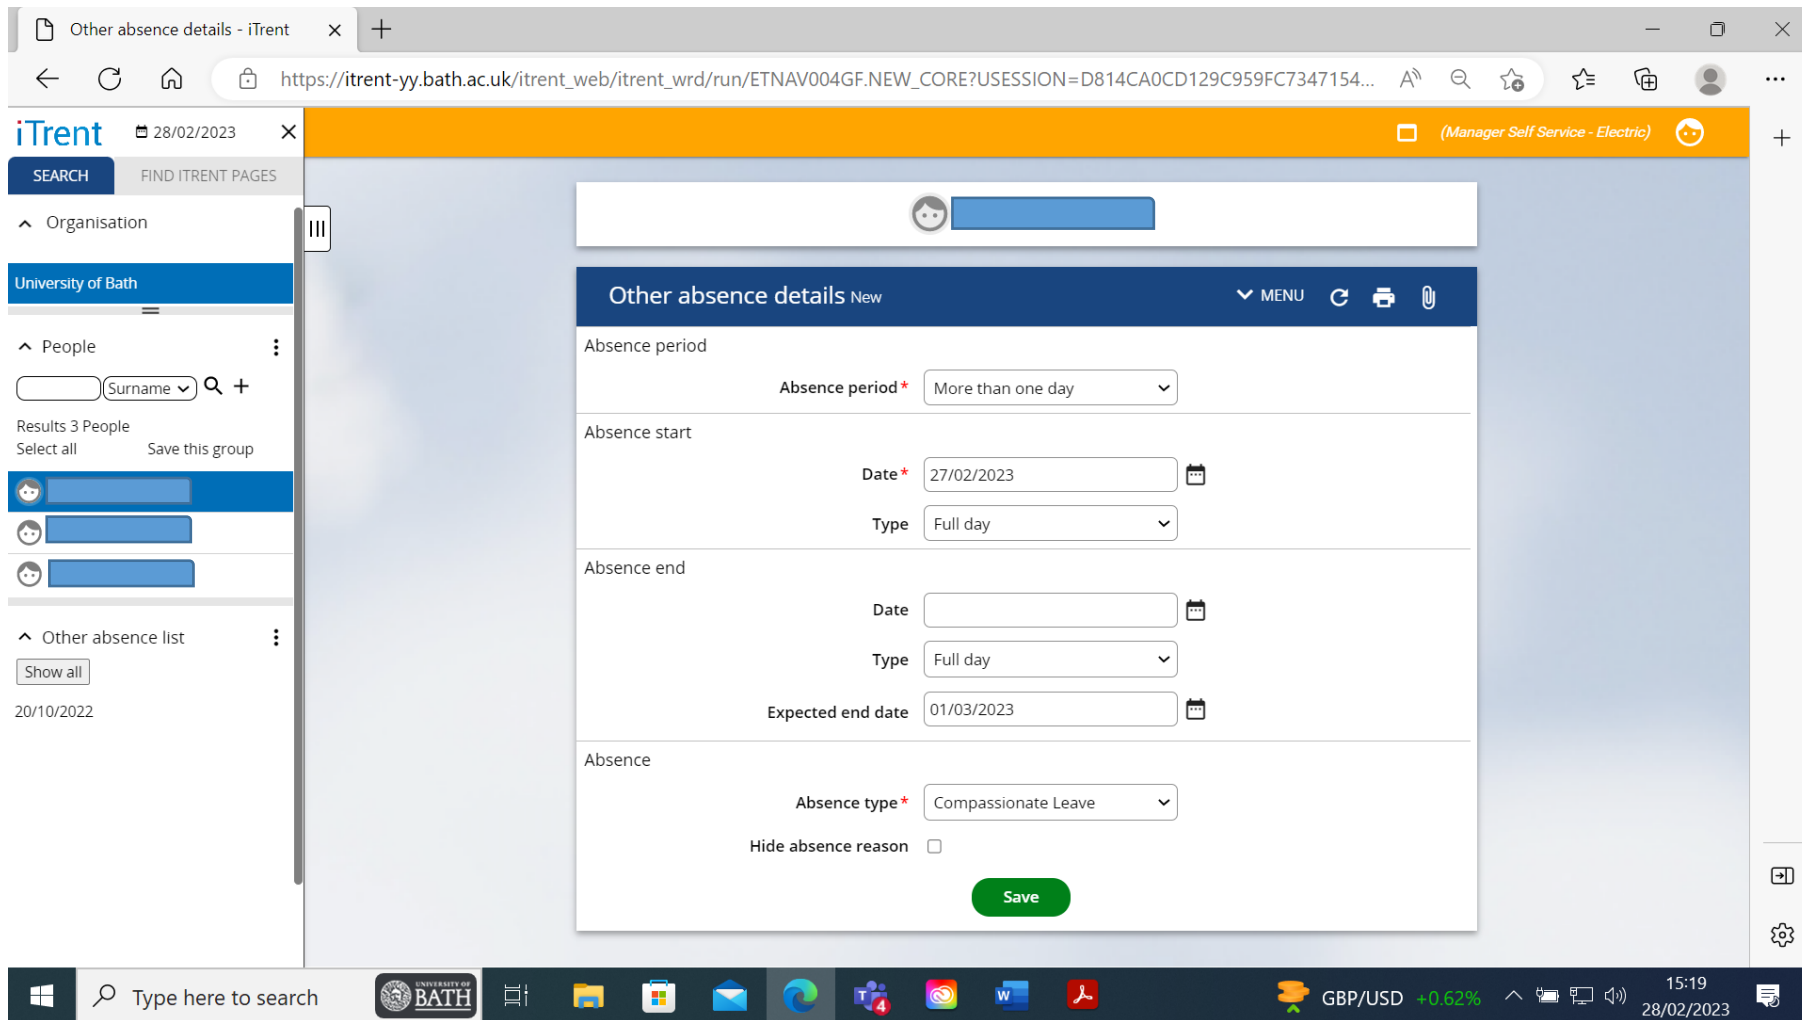 Other absence details - iTrent
https://itrent-yy.bath.ac.uk/itrent_web/itrent_wrd/run/ETNAV004GF.NEW_CORE?USESSION=D814CA0CD129C959FC7347154...
iTrent 28/02/2023
(Manager Self Service - Electric)
SEARCH FIND ITRENT PAGES
Organisation
University of Bath
People
Surname
Results 3 People
Select all Save this group
Other absence list
Show all
20/10/2022
Other absence details New MENU
Absence period
Absence period* More than one day
Absence start
Date* 27/02/2023
Type Full day
Absence end
Date
Type Full day
Expected end date 01/03/2023
Absence
Absence type* Compassionate Leave
Hide absence reason
Save
Type here to search
UNIVERSITY OF
BATH
4
GBP/USD +0.62%
15:19
28/02/2023